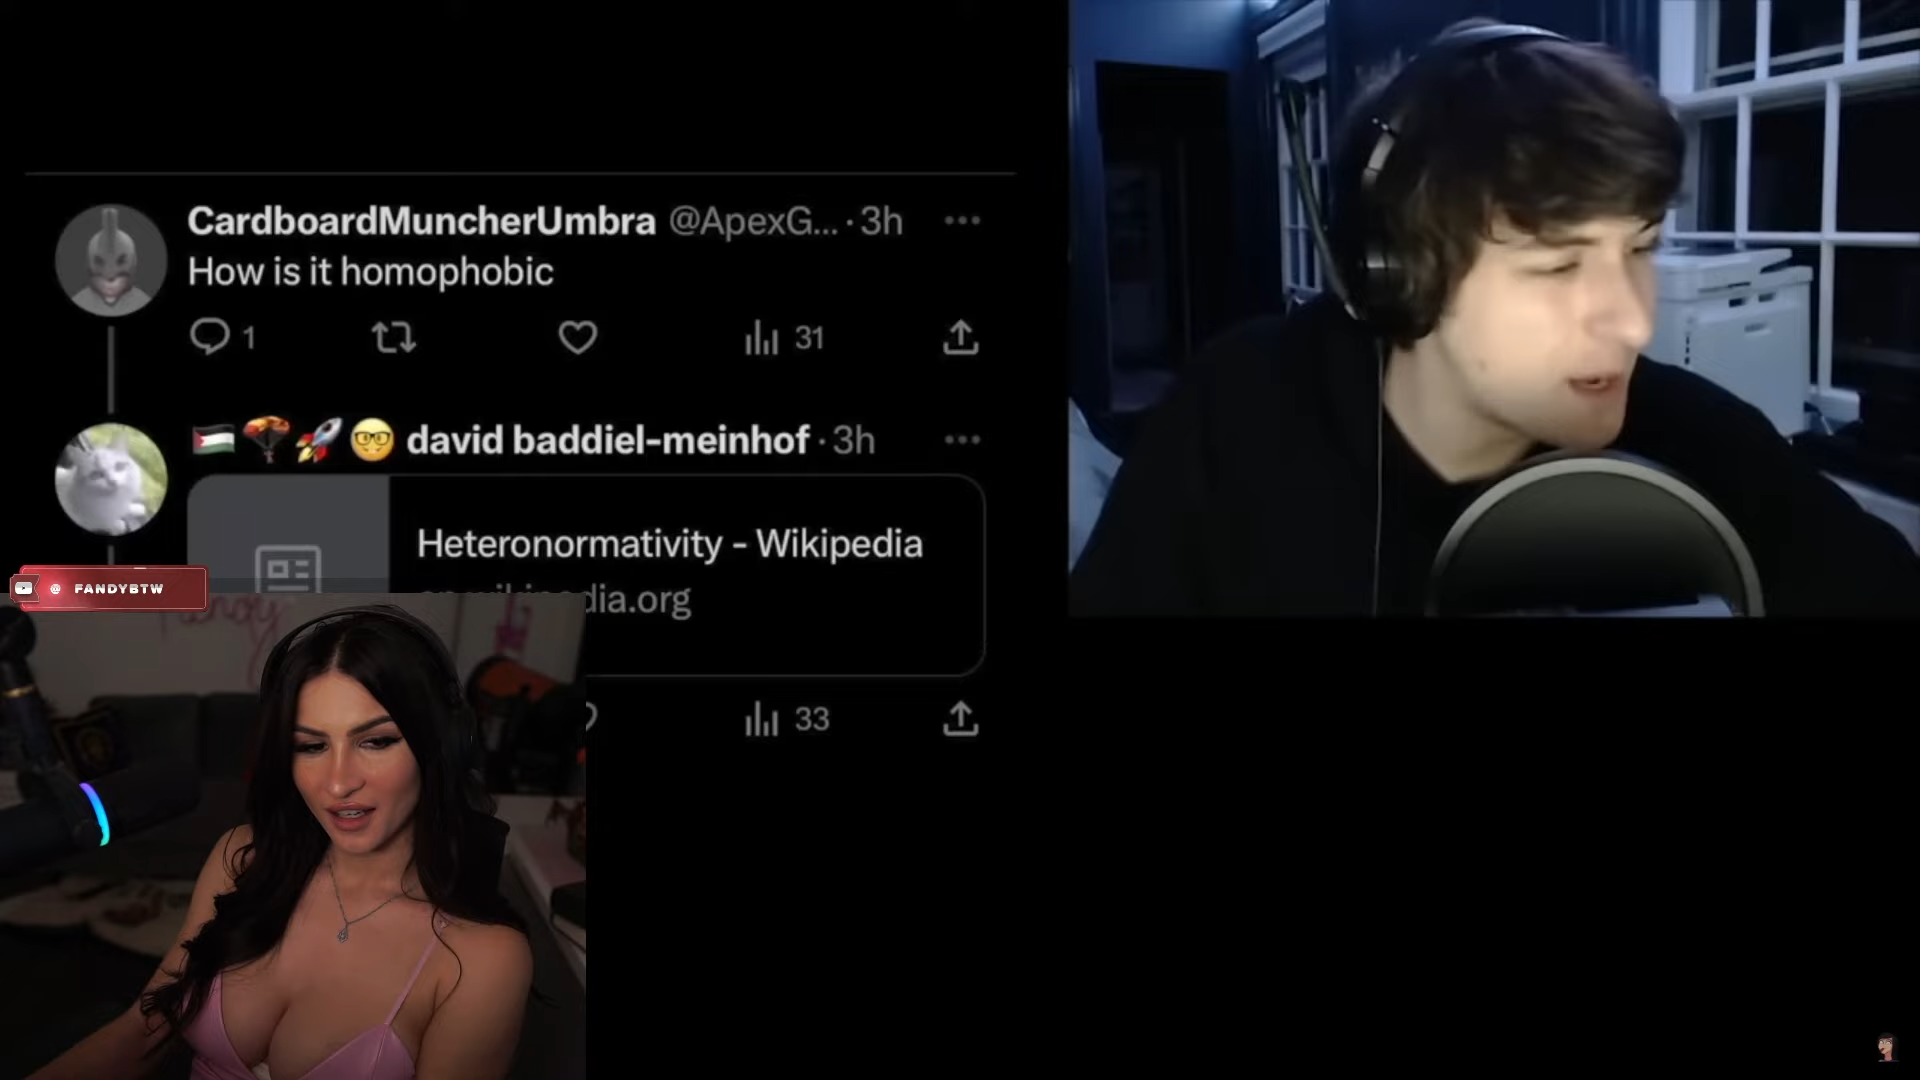 CardboardMuncherUmbra @ApexG... · 3h
How is it homophobic
1 31
🇵🇸 🪂 🚀 🤓 david baddiel-meinhof · 3h
Heteronormativity - Wikipedia
dia.org
@ FANDYBTW
33